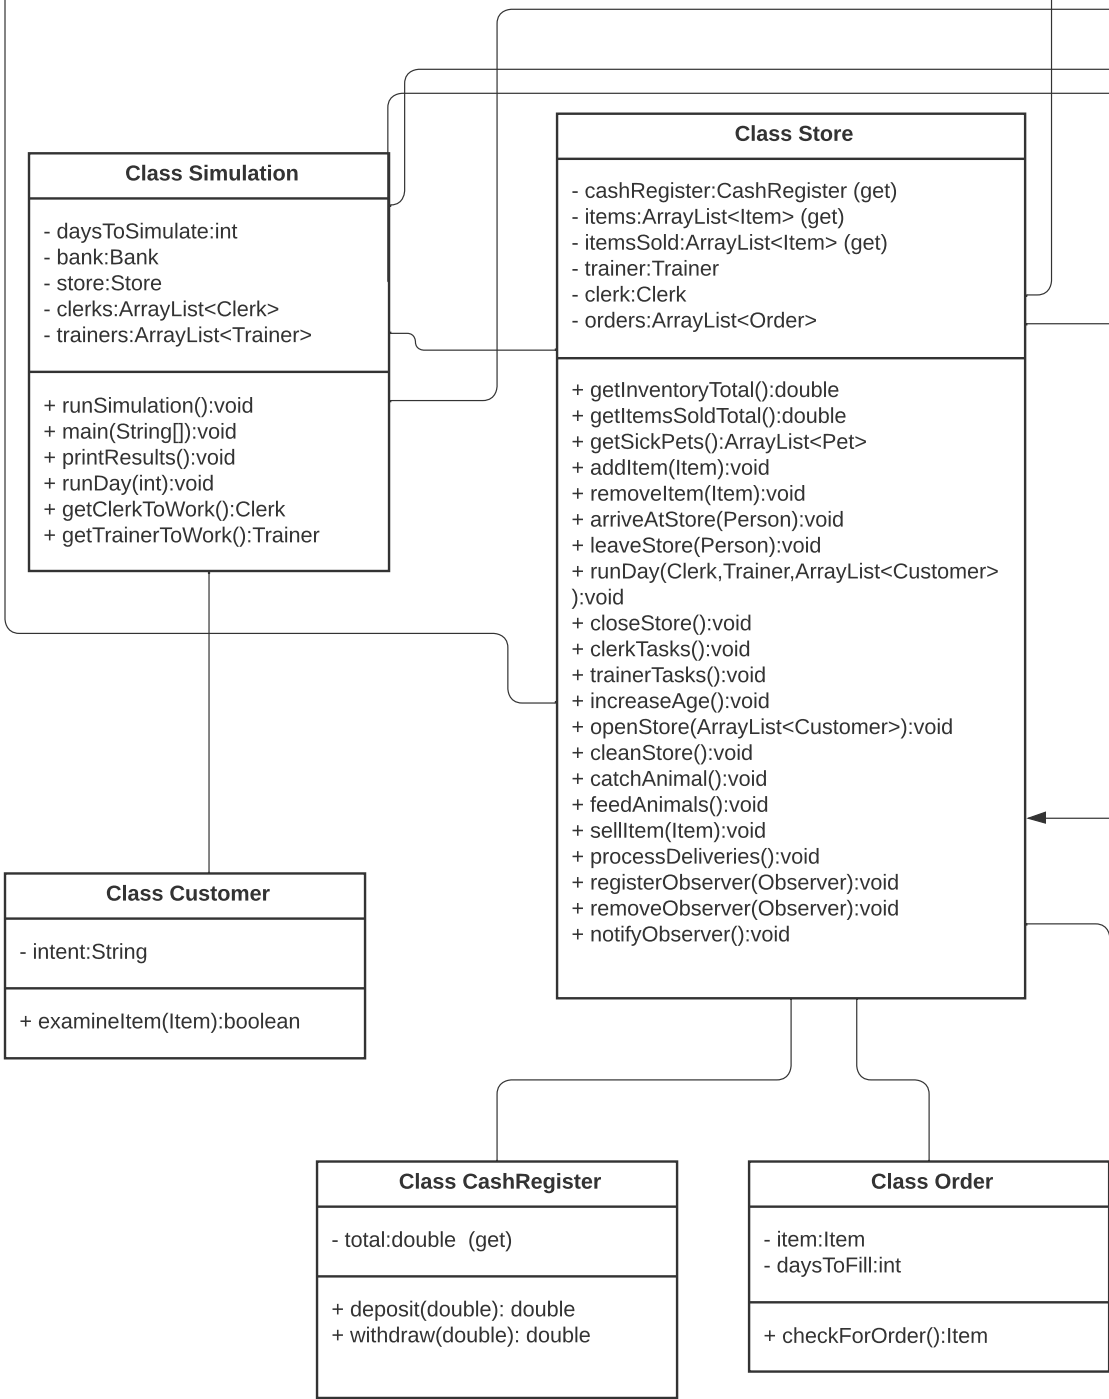 Class Simulation
- daysToSimulate:int
- bank:Bank
- store:Store
- clerks:ArrayList<Clerk>
- trainers:ArrayList<Trainer>
+ runSimulation():void
+ main(String[]):void
+ printResults():void
+ runDay(int):void
+ getClerkToWork():Clerk
+ getTrainerToWork():Trainer
Class Store
- cashRegister:CashRegister (get)
- items:ArrayList<Item> (get)
- itemsSold:ArrayList<Item> (get)
- trainer:Trainer
- clerk:Clerk
- orders:ArrayList<Order>
+ getInventoryTotal():double
+ getItemsSoldTotal():double
+ getSickPets():ArrayList<Pet>
+ addItem(Item):void
+ removeItem(Item):void
+ arriveAtStore(Person):void
+ leaveStore(Person):void
+ runDay(Clerk,Trainer,ArrayList<Customer>
):void
+ closeStore():void
+ clerkTasks():void
+ trainerTasks():void
+ increaseAge():void
+ openStore(ArrayList<Customer>):void
+ cleanStore():void
+ catchAnimal():void
+ feedAnimals():void
+ sellItem(Item):void
+ processDeliveries():void
+ registerObserver(Observer):void
+ removeObserver(Observer):void
+ notifyObserver():void
Class Customer
- intent:String
+ examineItem(Item):boolean
Class CashRegister
- total:double  (get)
+ deposit(double): double
+ withdraw(double): double
Class Order
- item:Item
- daysToFill:int
+ checkForOrder():Item